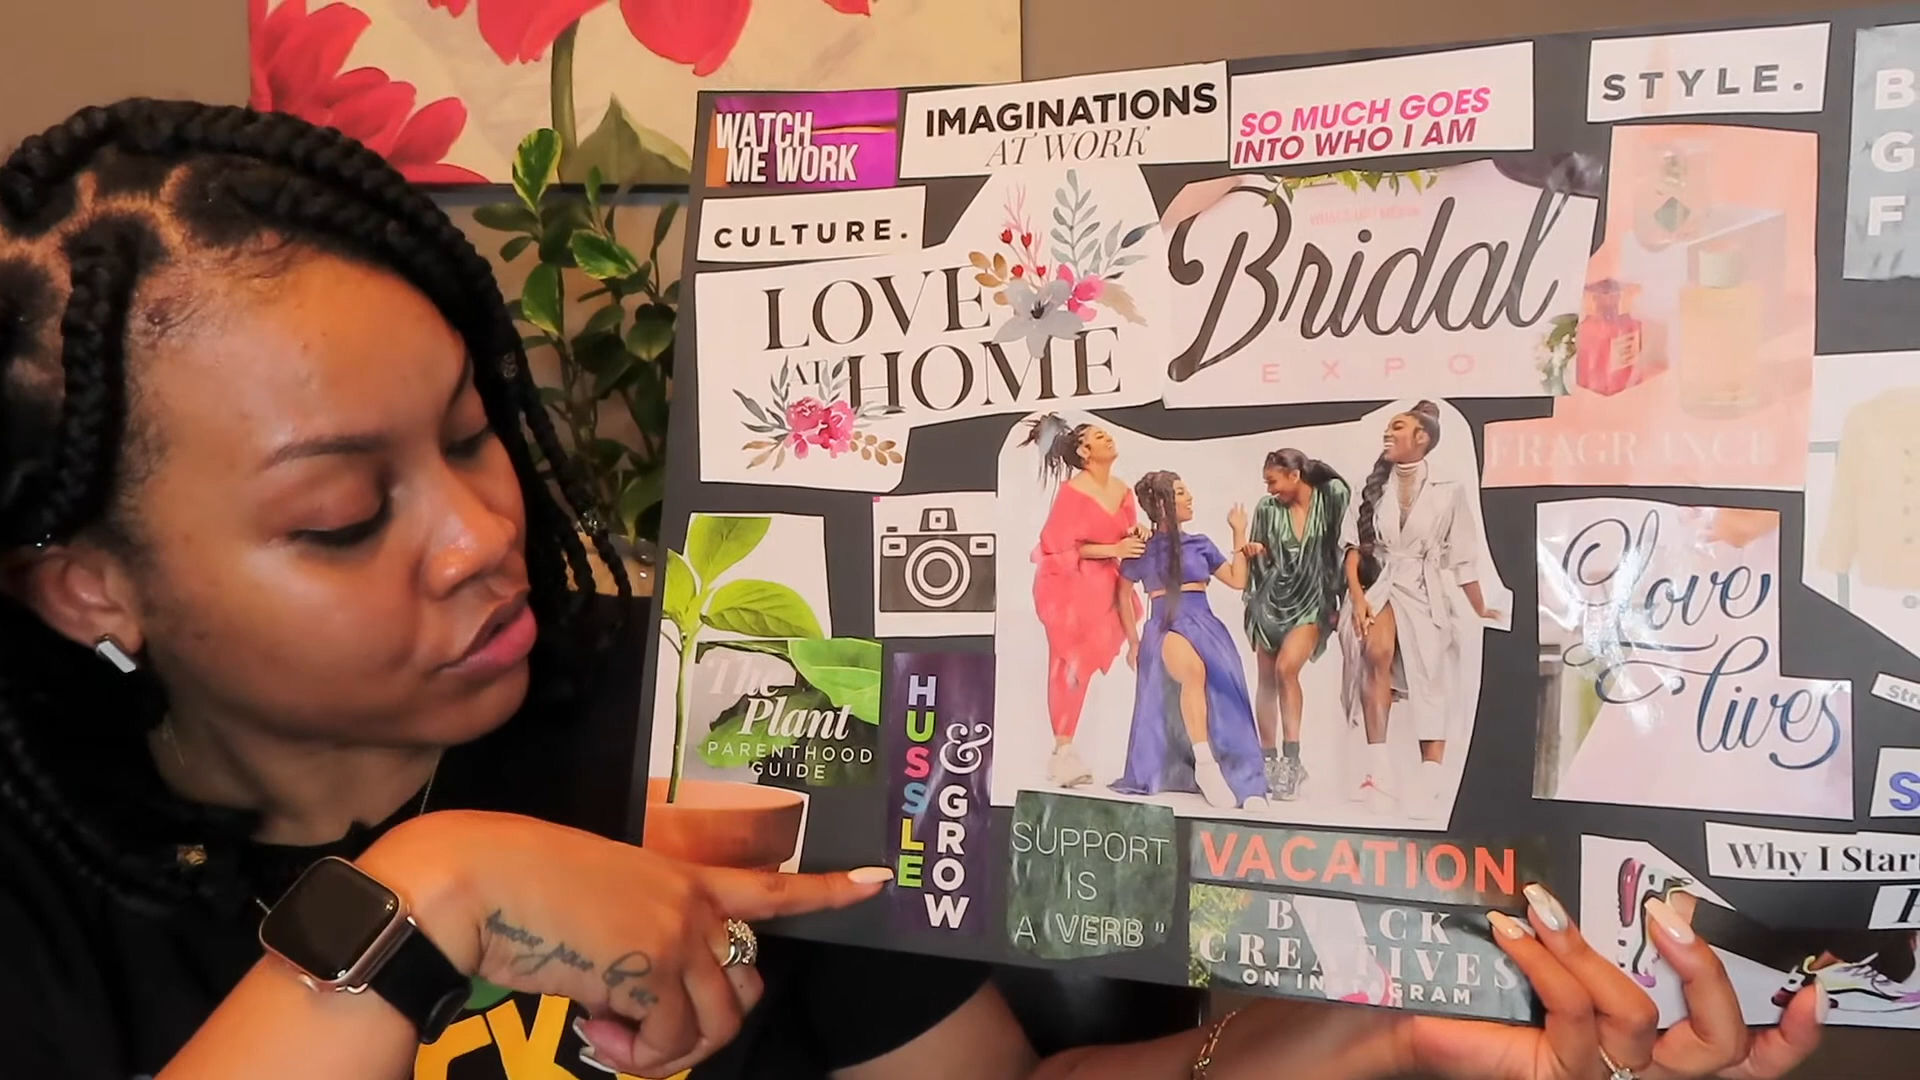 WATCH
ME WORK
IMAGINATIONS
AT WORK
SO MUCH GOES
INTO WHO I AM
STYLE.
B
G
F
CULTURE.
LOVE
AT HOME
Bridal
EXPO
FRAGRANCE
Love
lives
The
Plant
PARENTHOOD
GUIDE
HUSSLE
& GROW
SUPPORT
IS
A VERB"
VACATION
BLACK
CREATIVES
ON INSTAGRAM
Why I Star
S